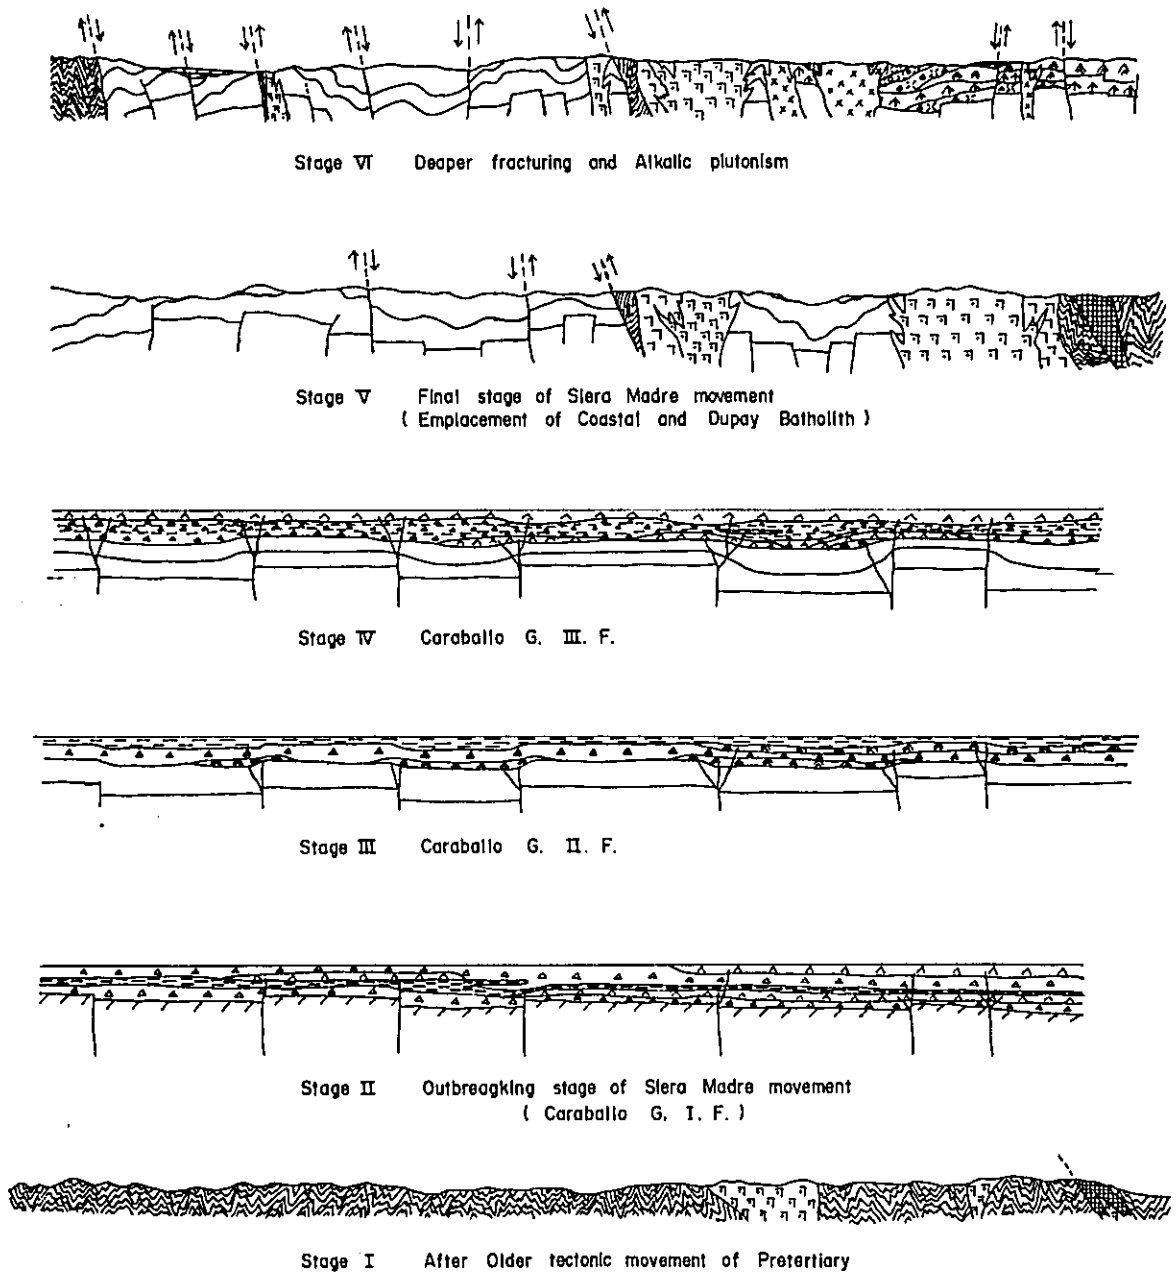 Stage VI Deaper fracturing and Alkalic plutonism
Stage V Final stage of Siera Madre movement
( Emplacement of Coastal and Dupay Batholith )
Stage IV Caraballo G. III. F.
Stage III Caraballo G. II. F.
Stage II Outbreagking stage of Siera Madre movement
( Caraballo G. I. F. )
Stage I After Older tectonic movement of Pretertiary